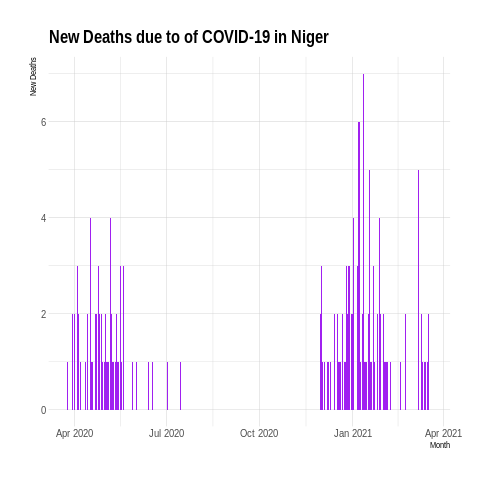 New Deaths due to of COVID-19 in Niger
New Deaths
6
4
2
0
Apr 2020 Jul 2020 Oct 2020 Jan 2021 Apr 2021
Month